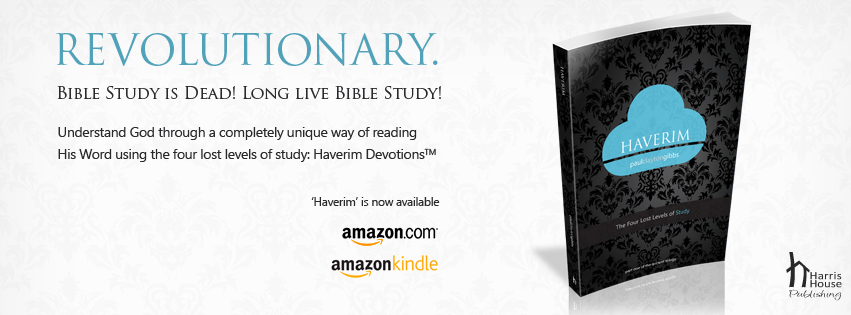 REVOLUTIONARY.
BIBLE STUDY IS DEAD! LONG LIVE BIBLE STUDY!
Understand God through a completely unique way of reading
His Word using the four lost levels of study: Haverim Devotions™
'Haverim' is now available
amazon.com
amazonkindle
HAVERIM
HAVERIM
paulclaytongibbs
The Four Lost Levels of Study
Harris
House
Publishing